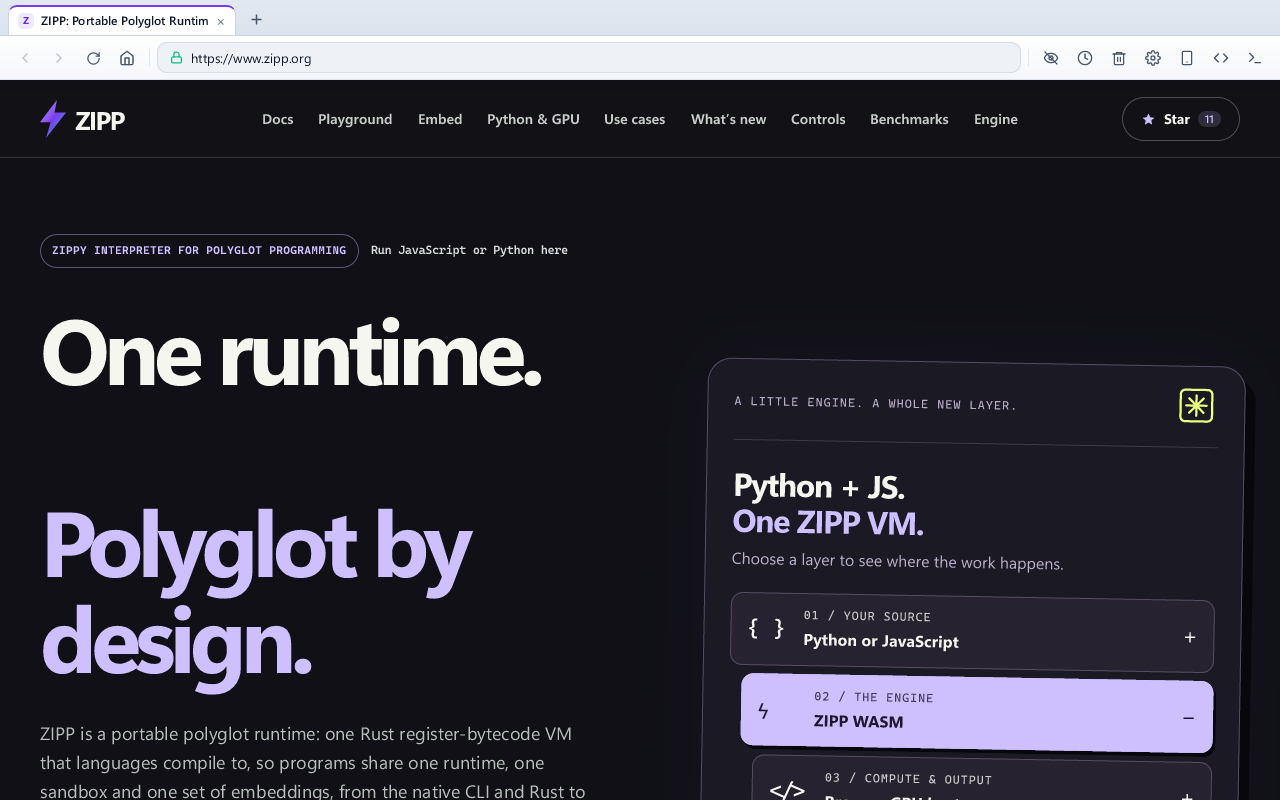 Z ZIPP: Portable Polyglot Runtim
https://www.zipp.org
ZIPP Docs Playground Embed Python & GPU Use cases What's new Controls Benchmarks Engine Star 11
ZIPPY INTERPRETER FOR POLYGLOT PROGRAMMING Run JavaScript or Python here
One runtime.
Polyglot by
design.
ZIPP is a portable polyglot runtime: one Rust register-bytecode VM
that languages compile to, so programs share one runtime, one
sandbox and one set of embeddings, from the native CLI and Rust to
A LITTLE ENGINE. A WHOLE NEW LAYER.
Python + JS.
One ZIPP VM.
Choose a layer to see where the work happens.
{ } 01 / YOUR SOURCE
Python or JavaScript +
02 / THE ENGINE
ZIPP WASM −
</> 03 / COMPUTE & OUTPUT